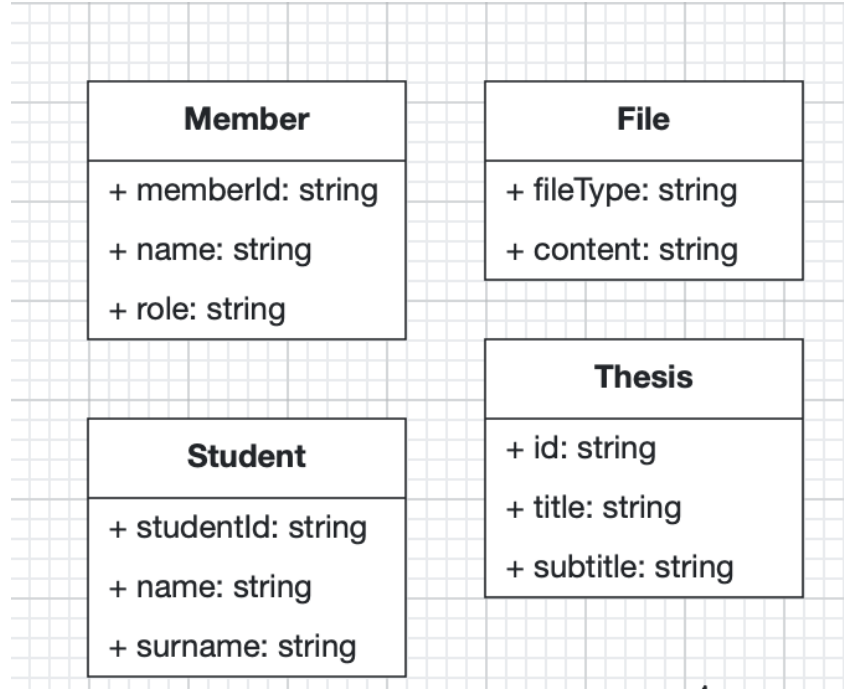 Member
+ memberId: string
+ name: string
+ role: string
File
+ fileType: string
+ content: string
Student
+ studentId: string
+ name: string
+ surname: string
Thesis
+ id: string
+ title: string
+ subtitle: string